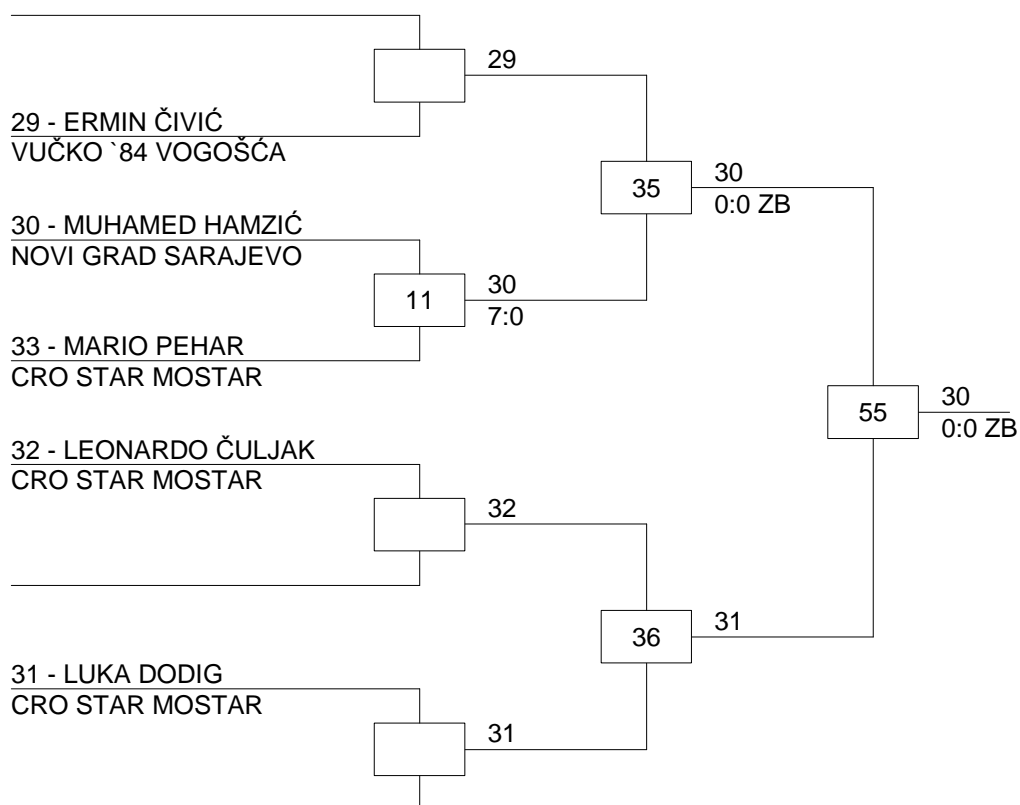 29
29 - ERMIN ČIVIĆ
VUČKO `84 VOGOŠĆA
35
30
0:0 ZB
30 - MUHAMED HAMZIĆ
NOVI GRAD SARAJEVO
11
30
7:0
33 - MARIO PEHAR
CRO STAR MOSTAR
55
30
0:0 ZB
32 - LEONARDO ČULJAK
CRO STAR MOSTAR
32
36
31
31 - LUKA DODIG
CRO STAR MOSTAR
31